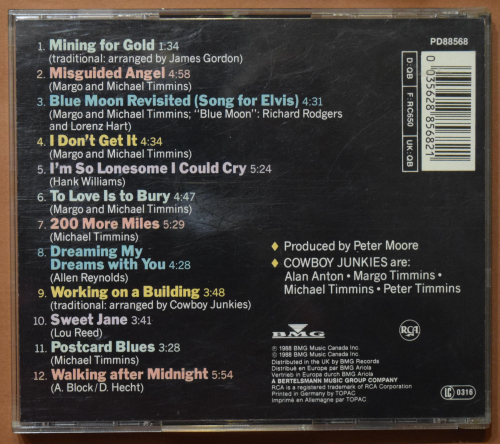 PD88568
1. Mining for Gold 1:34
(traditional: arranged by James Gordon)
2. Misguided Angel 4:58
(Margo and Michael Timmins)
3. Blue Moon Revisited (Song for Elvis) 4:31
(Margo and Michael Timmins; "Blue Moon": Richard Rodgers
and Lorenz Hart)
4. I Don't Get It 4:34
(Margo and Michael Timmins)
5. I'm So Lonesome I Could Cry 5:24
(Hank Williams)
6. To Love Is to Bury 4:47
(Margo and Michael Timmins)
7. 200 More Miles 5:29
(Michael Timmins)
8. Dreaming My
Dreams with You 4:28
(Allen Reynolds)
9. Working on a Building 3:48
(traditional: arranged by Cowboy Junkies)
10. Sweet Jane 3:41
(Lou Reed)
11. Postcard Blues 3:28
(Michael Timmins)
12. Walking after Midnight 5:54
(A. Block/D. Hecht)
D:QB
F:RC650
UK:QB
0 035628 856821
♦ Produced by Peter Moore
♦ COWBOY JUNKIES are:
Alan Anton • Margo Timmins •
Michael Timmins • Peter Timmins
BMG
RCA
℗ 1988 BMG Music Canada Inc.
© 1988 BMG Music Canada Inc.
Distributed in the UK by BMG Records
Distribué en Europe par BMG Ariola
Vertrieb in Europa durch BMG Ariola
A BERTELSMANN MUSIC GROUP COMPANY
RCA is a registered trademark of RCA Corporation
Printed in Germany by TOPAC
Imprimé en Allemagne par TOPAC
LC 0316